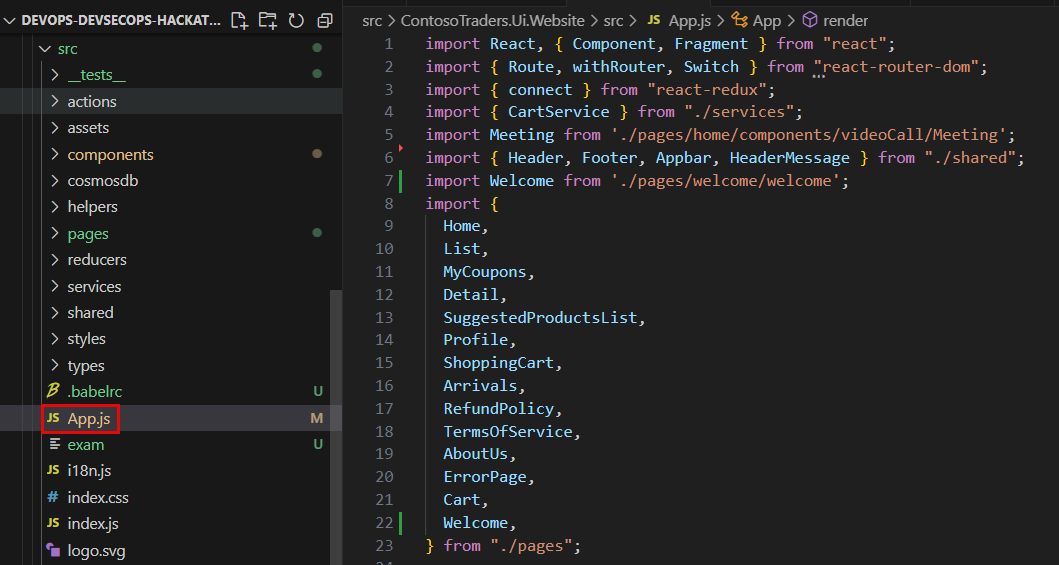 DEVOPS-DEVSECOPS-HACKAT...
src
__tests__
actions
assets
components
cosmosdb
helpers
pages
reducers
services
shared
styles
types
.babelrc U
JS App.js M
exam U
JS i18n.js
# index.css
JS index.js
logo.svg
src > ContosoTraders.Ui.Website > src > JS App.js > App > render
1 import React, { Component, Fragment } from "react";
2 import { Route, withRouter, Switch } from "react-router-dom";
3 import { connect } from "react-redux";
4 import { CartService } from "./services";
5 import Meeting from './pages/home/components/videoCall/Meeting';
6 import { Header, Footer, Appbar, HeaderMessage } from "./shared";
7 import Welcome from './pages/welcome/welcome';
8 import {
9 Home,
10 List,
11 MyCoupons,
12 Detail,
13 SuggestedProductsList,
14 Profile,
15 ShoppingCart,
16 Arrivals,
17 RefundPolicy,
18 TermsOfService,
19 AboutUs,
20 ErrorPage,
21 Cart,
22 Welcome,
23 } from "./pages";